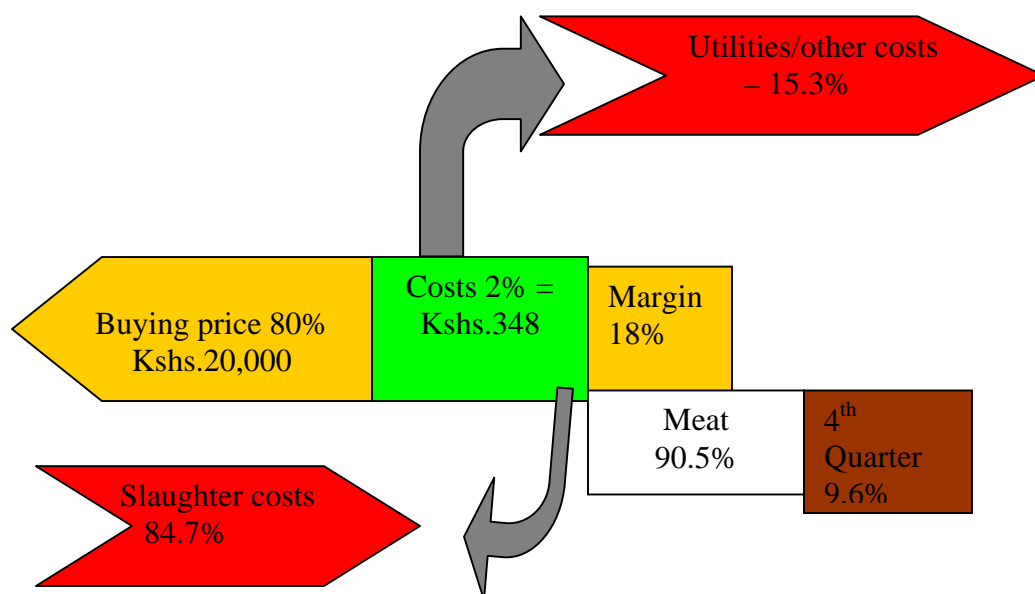 Utilities/other costs
– 15.3%
Buying price 80%
Kshs.20,000
Costs 2% =
Kshs.348
Margin
18%
Meat
90.5%
4th
Quarter
9.6%
Slaughter costs
84.7%